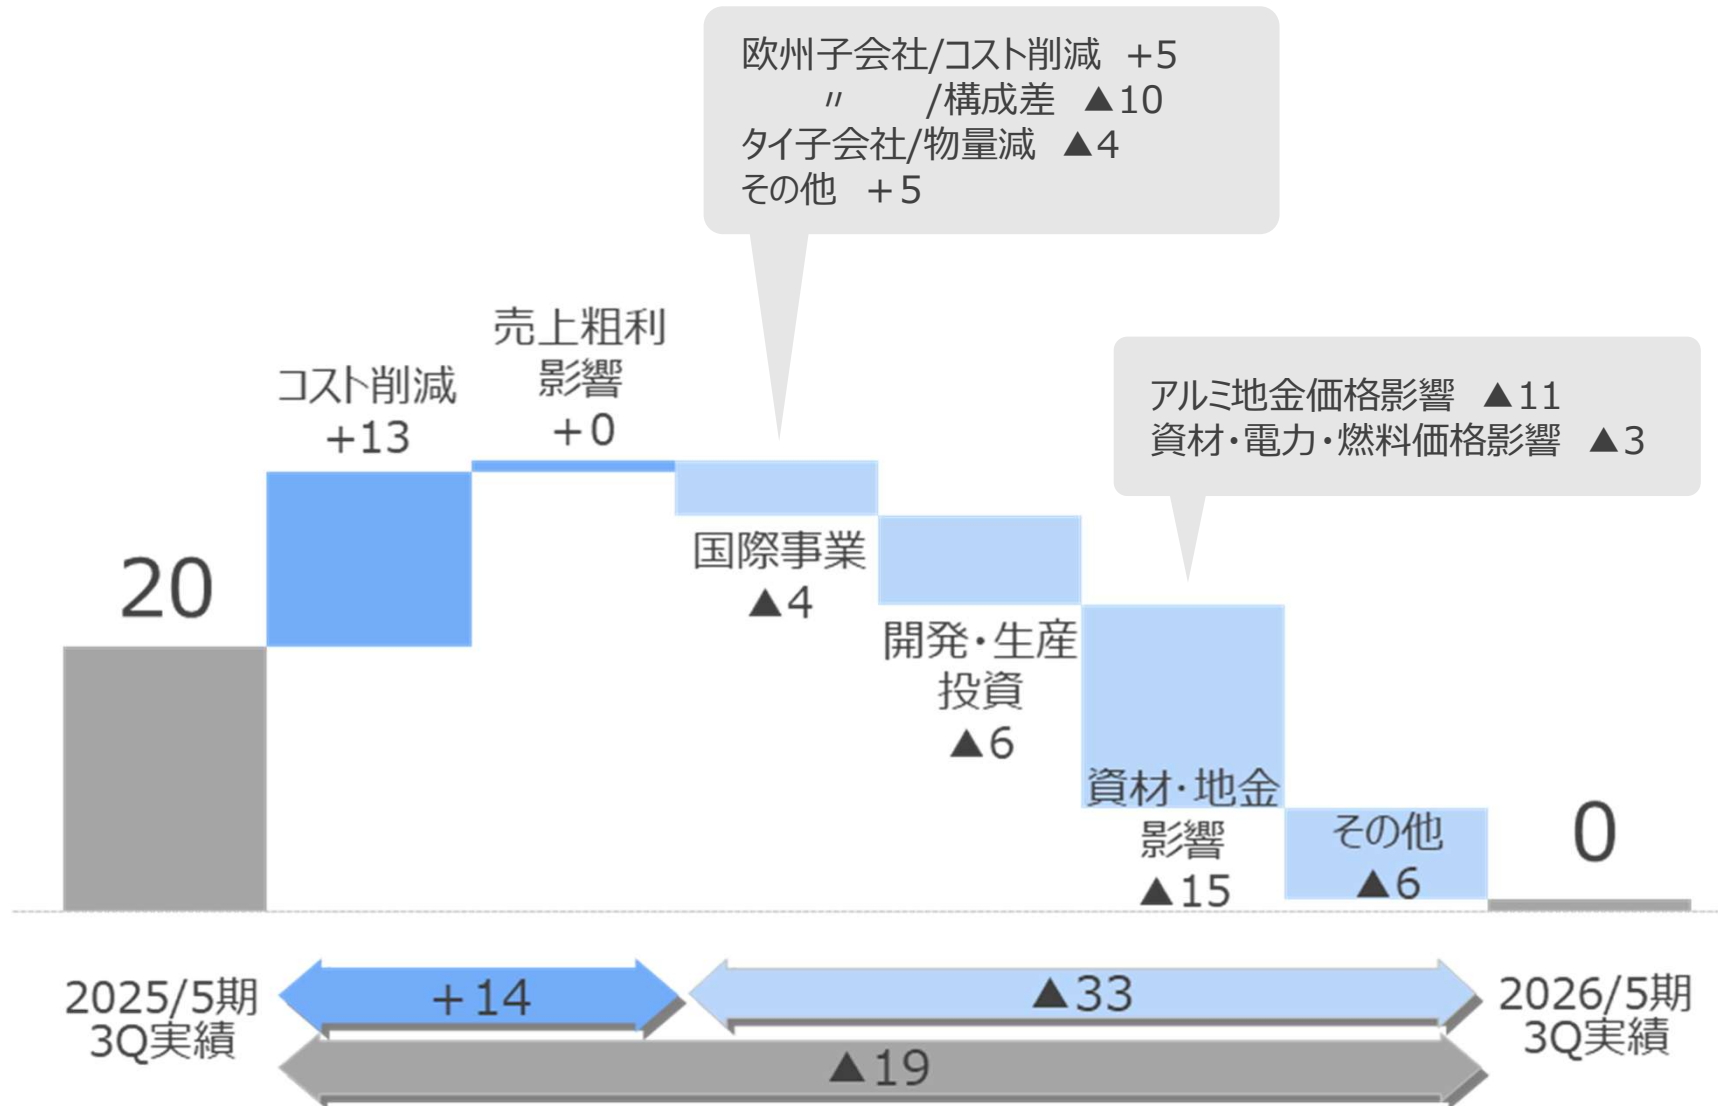 欧州子会社/コスト削減 +5
〃 /構成差 ▲10
タイ子会社/物量減 ▲4
その他 +5
売上粗利
影響
+0
コスト削減
+13
アルミ地金価格影響 ▲11
資材・電力・燃料価格影響 ▲3
20
国際事業
▲4
開発・生産
投資
▲6
資材・地金
影響
▲15
その他
▲6
0
2025/5期
3Q実績
+14
▲33
2026/5期
3Q実績
▲19